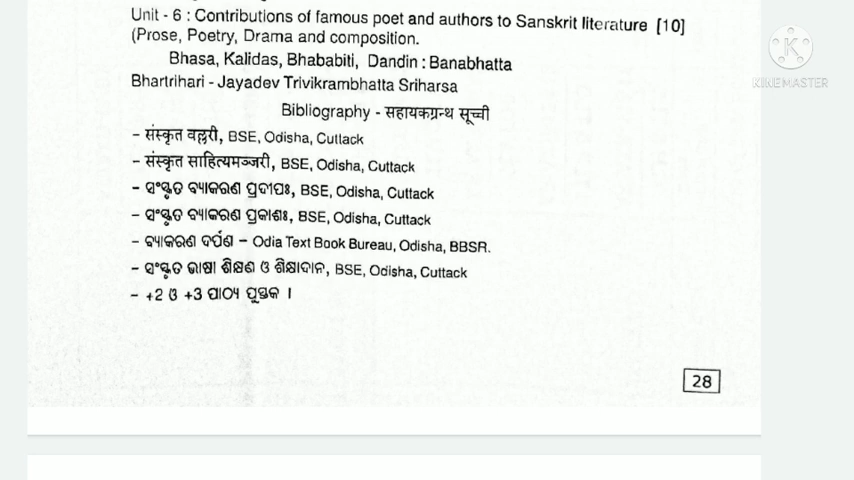 Unit - 6 : Contributions of famous poet and authors to Sanskrit literature [10]
(Prose, Poetry, Drama and composition.
Bhasa, Kalidas, Bhababiti, Dandin : Banabhatta
Bhartrihari - Jayadev Trivikrambhatta Sriharsa
Bibliography - सहायकग्रन्थ सूच्ची
- संस्कृत वल्लरी, BSE, Odisha, Cuttack
- संस्कृत साहित्यमञ्जरी, BSE, Odisha, Cuttack
- ସଂସ୍କୃତ ବ୍ୟାକରଣ ପ୍ରଦୀପଃ, BSE, Odisha, Cuttack
- ସଂସ୍କୃତ ବ୍ୟାକରଣ ପ୍ରକାଶଃ, BSE, Odisha, Cuttack
- ବ୍ୟାକରଣ ଦର୍ପଣ – Odia Text Book Bureau, Odisha, BBSR.
- ସଂସ୍କୃତ ଭାଷା ଶିକ୍ଷଣ ଓ ଶିକ୍ଷାଦାନ, BSE, Odisha, Cuttack
- +2 ଓ +3 ପାଠ୍ୟ ପୁସ୍ତକ ।
28
K
KINEMASTER